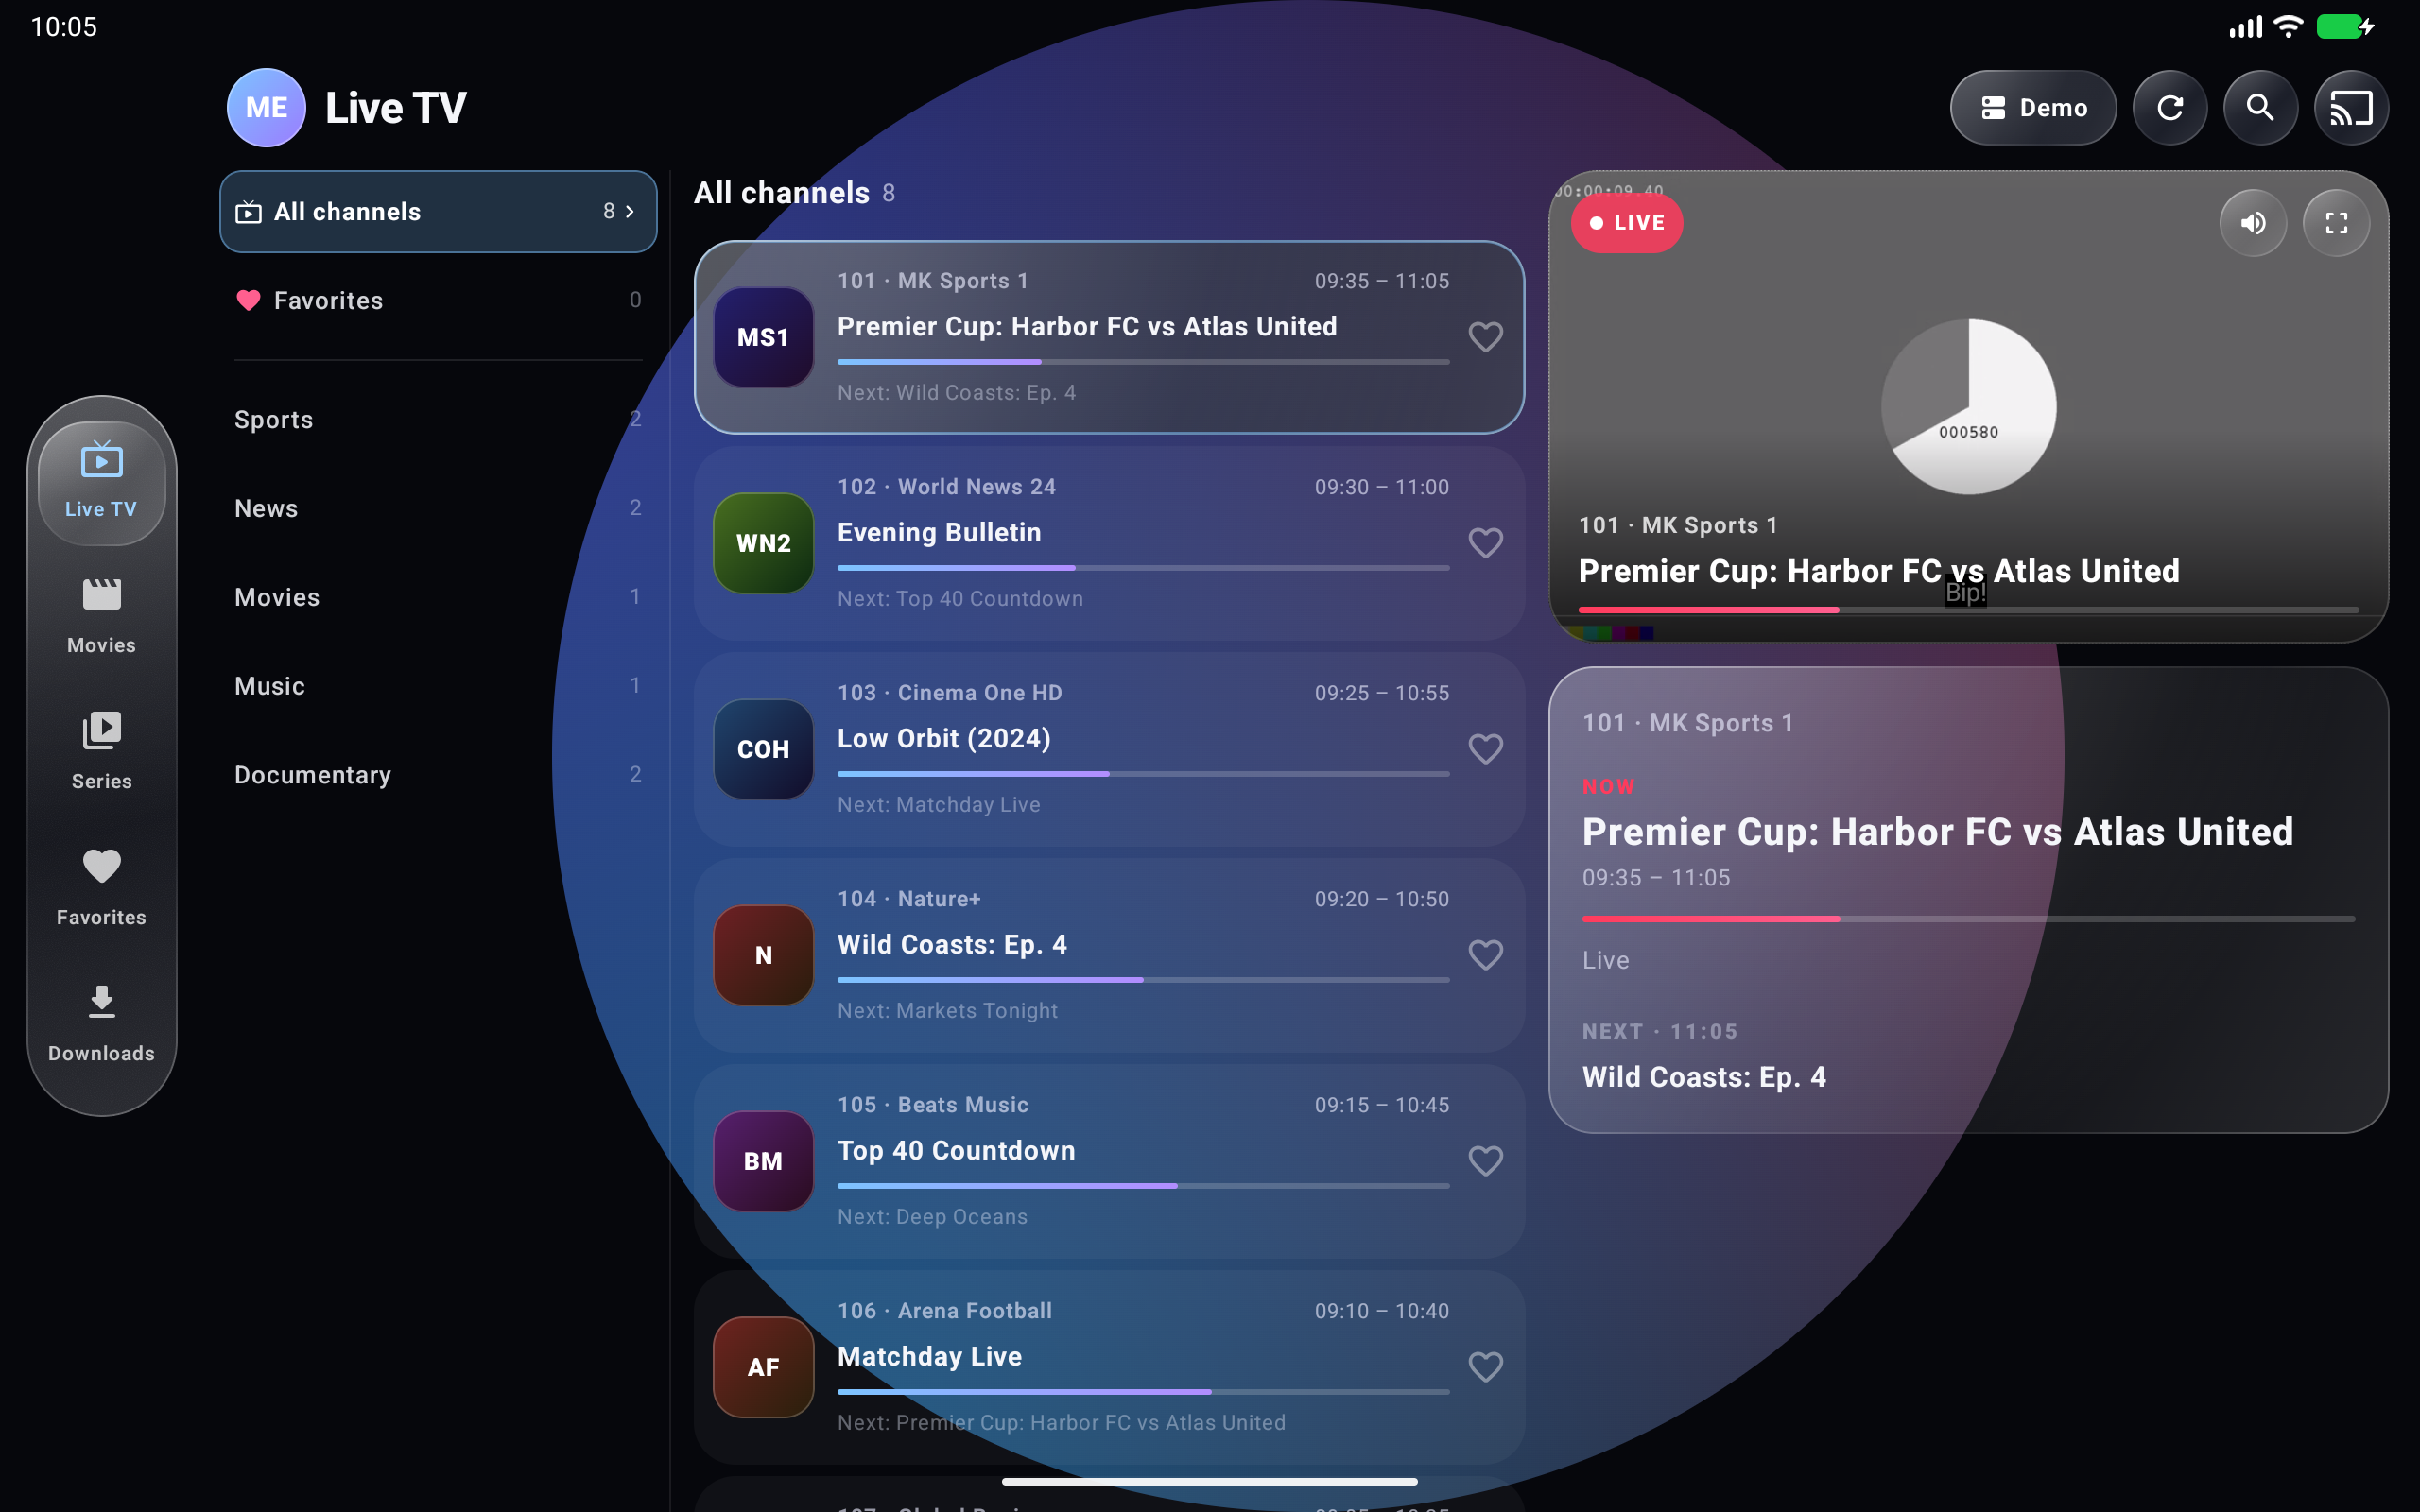 10:05
ME
Live TV
Demo
All channels 8
Favorites 0
Sports 2
News 2
Movies 1
Music 1
Documentary 2
Live TV
Movies
Series
Favorites
Downloads
All channels 8
MS1
101 · MK Sports 1 09:35 – 11:05
Premier Cup: Harbor FC vs Atlas United
Next: Wild Coasts: Ep. 4
WN2
102 · World News 24 09:30 – 11:00
Evening Bulletin
Next: Top 40 Countdown
COH
103 · Cinema One HD 09:25 – 10:55
Low Orbit (2024)
Next: Matchday Live
N
104 · Nature+ 09:20 – 10:50
Wild Coasts: Ep. 4
Next: Markets Tonight
BM
105 · Beats Music 09:15 – 10:45
Top 40 Countdown
Next: Deep Oceans
AF
106 · Arena Football 09:10 – 10:40
Matchday Live
Next: Premier Cup: Harbor FC vs Atlas United
LIVE
000580
101 · MK Sports 1
Premier Cup: Harbor FC vs Atlas United
Bip!
101 · MK Sports 1
NOW
Premier Cup: Harbor FC vs Atlas United
09:35 – 11:05
Live
NEXT · 11:05
Wild Coasts: Ep. 4